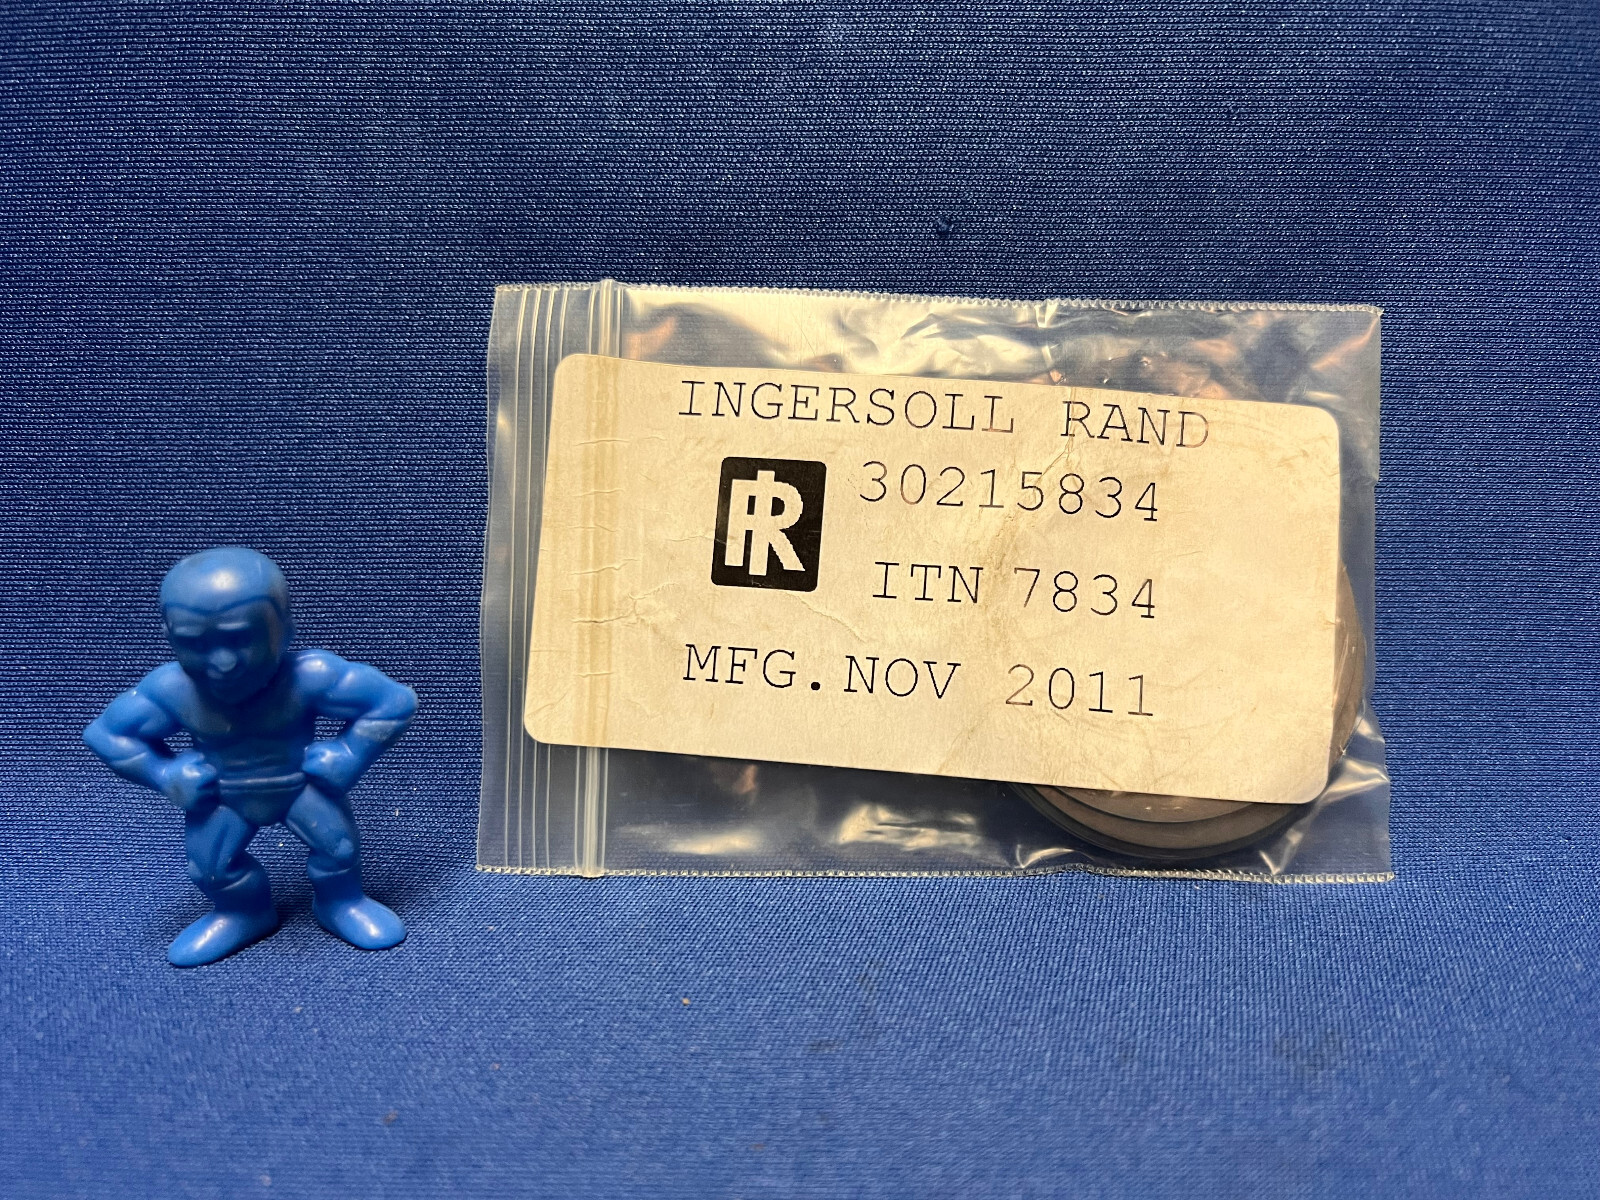 INGERSOLL RAND
IR 30215834
ITN 7834
MFG.NOV 2011